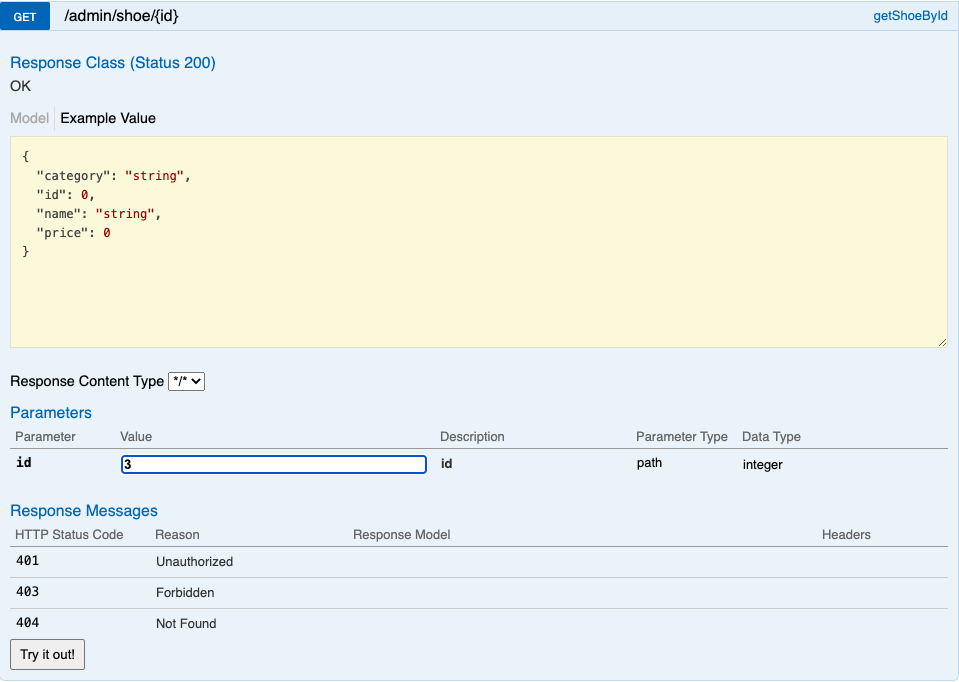 GET /admin/shoe/{id} getShoeById
Response Class (Status 200)
OK
Model Example Value
{
  "category": "string",
  "id": 0,
  "name": "string",
  "price": 0
}
Response Content Type */*
Parameters
Parameter Value Description Parameter Type Data Type
id 3 id path integer
Response Messages
HTTP Status Code Reason Response Model Headers
401 Unauthorized
403 Forbidden
404 Not Found
Try it out!